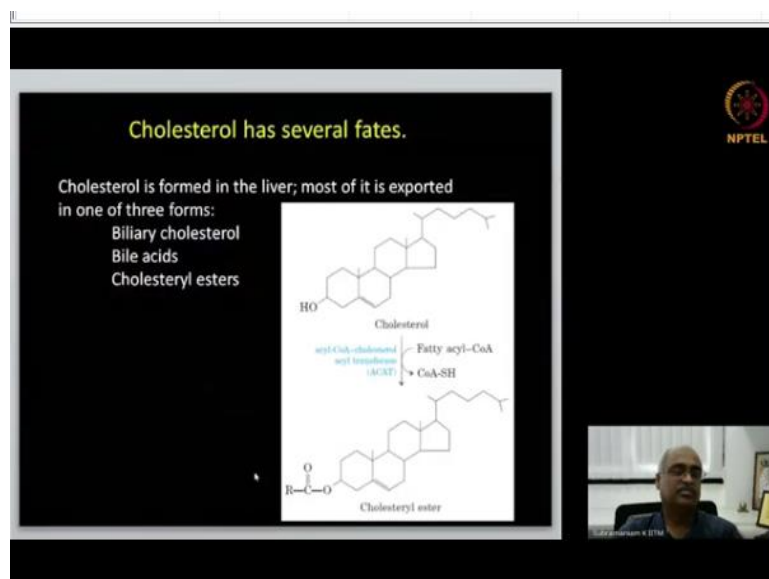 Cholesterol has several fates.
NPTEL
Cholesterol is formed in the liver; most of it is exported
in one of three forms:
Biliary cholesterol
Bile acids
Cholesteryl esters
HO
Cholesterol
acyl-CoA–cholesterol
acyl transferase
(ACAT)
Fatty acyl–CoA
CoA-SH
O
R–C–O
Cholesteryl ester
Subramaniam K BTM